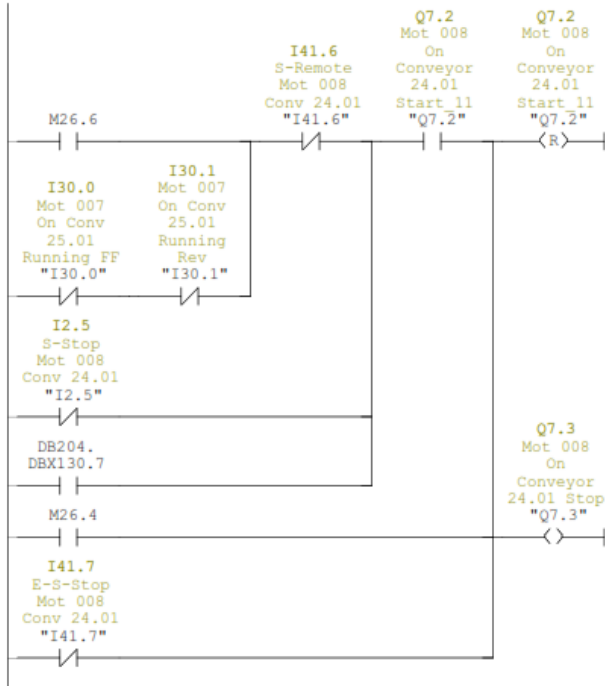 I41.6
S-Remote
Mot 008
Conv 24.01
"I41.6"
Q7.2
Mot 008
On
Conveyor
24.01
Start_11
"Q7.2"
Q7.2
Mot 008
On
Conveyor
24.01
Start_11
"Q7.2"
R
M26.6
I30.0
Mot 007
On Conv
25.01
Running FF
"I30.0"
I30.1
Mot 007
On Conv
25.01
Running
Rev
"I30.1"
I2.5
S-Stop
Mot 008
Conv 24.01
"I2.5"
DB204.
DBX130.7
Q7.3
Mot 008
On
Conveyor
24.01 Stop
"Q7.3"
M26.4
I41.7
E-S-Stop
Mot 008
Conv 24.01
"I41.7"